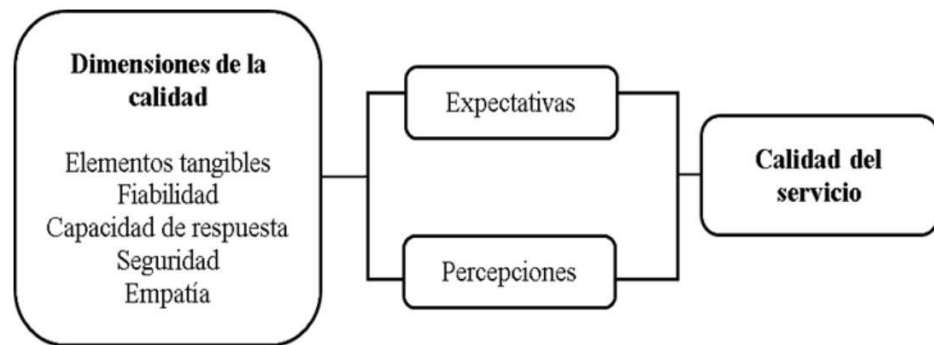 Dimensiones de la
calidad
Elementos tangibles
Fiabilidad
Capacidad de respuesta
Seguridad
Empatía
Expectativas
Percepciones
Calidad del
servicio